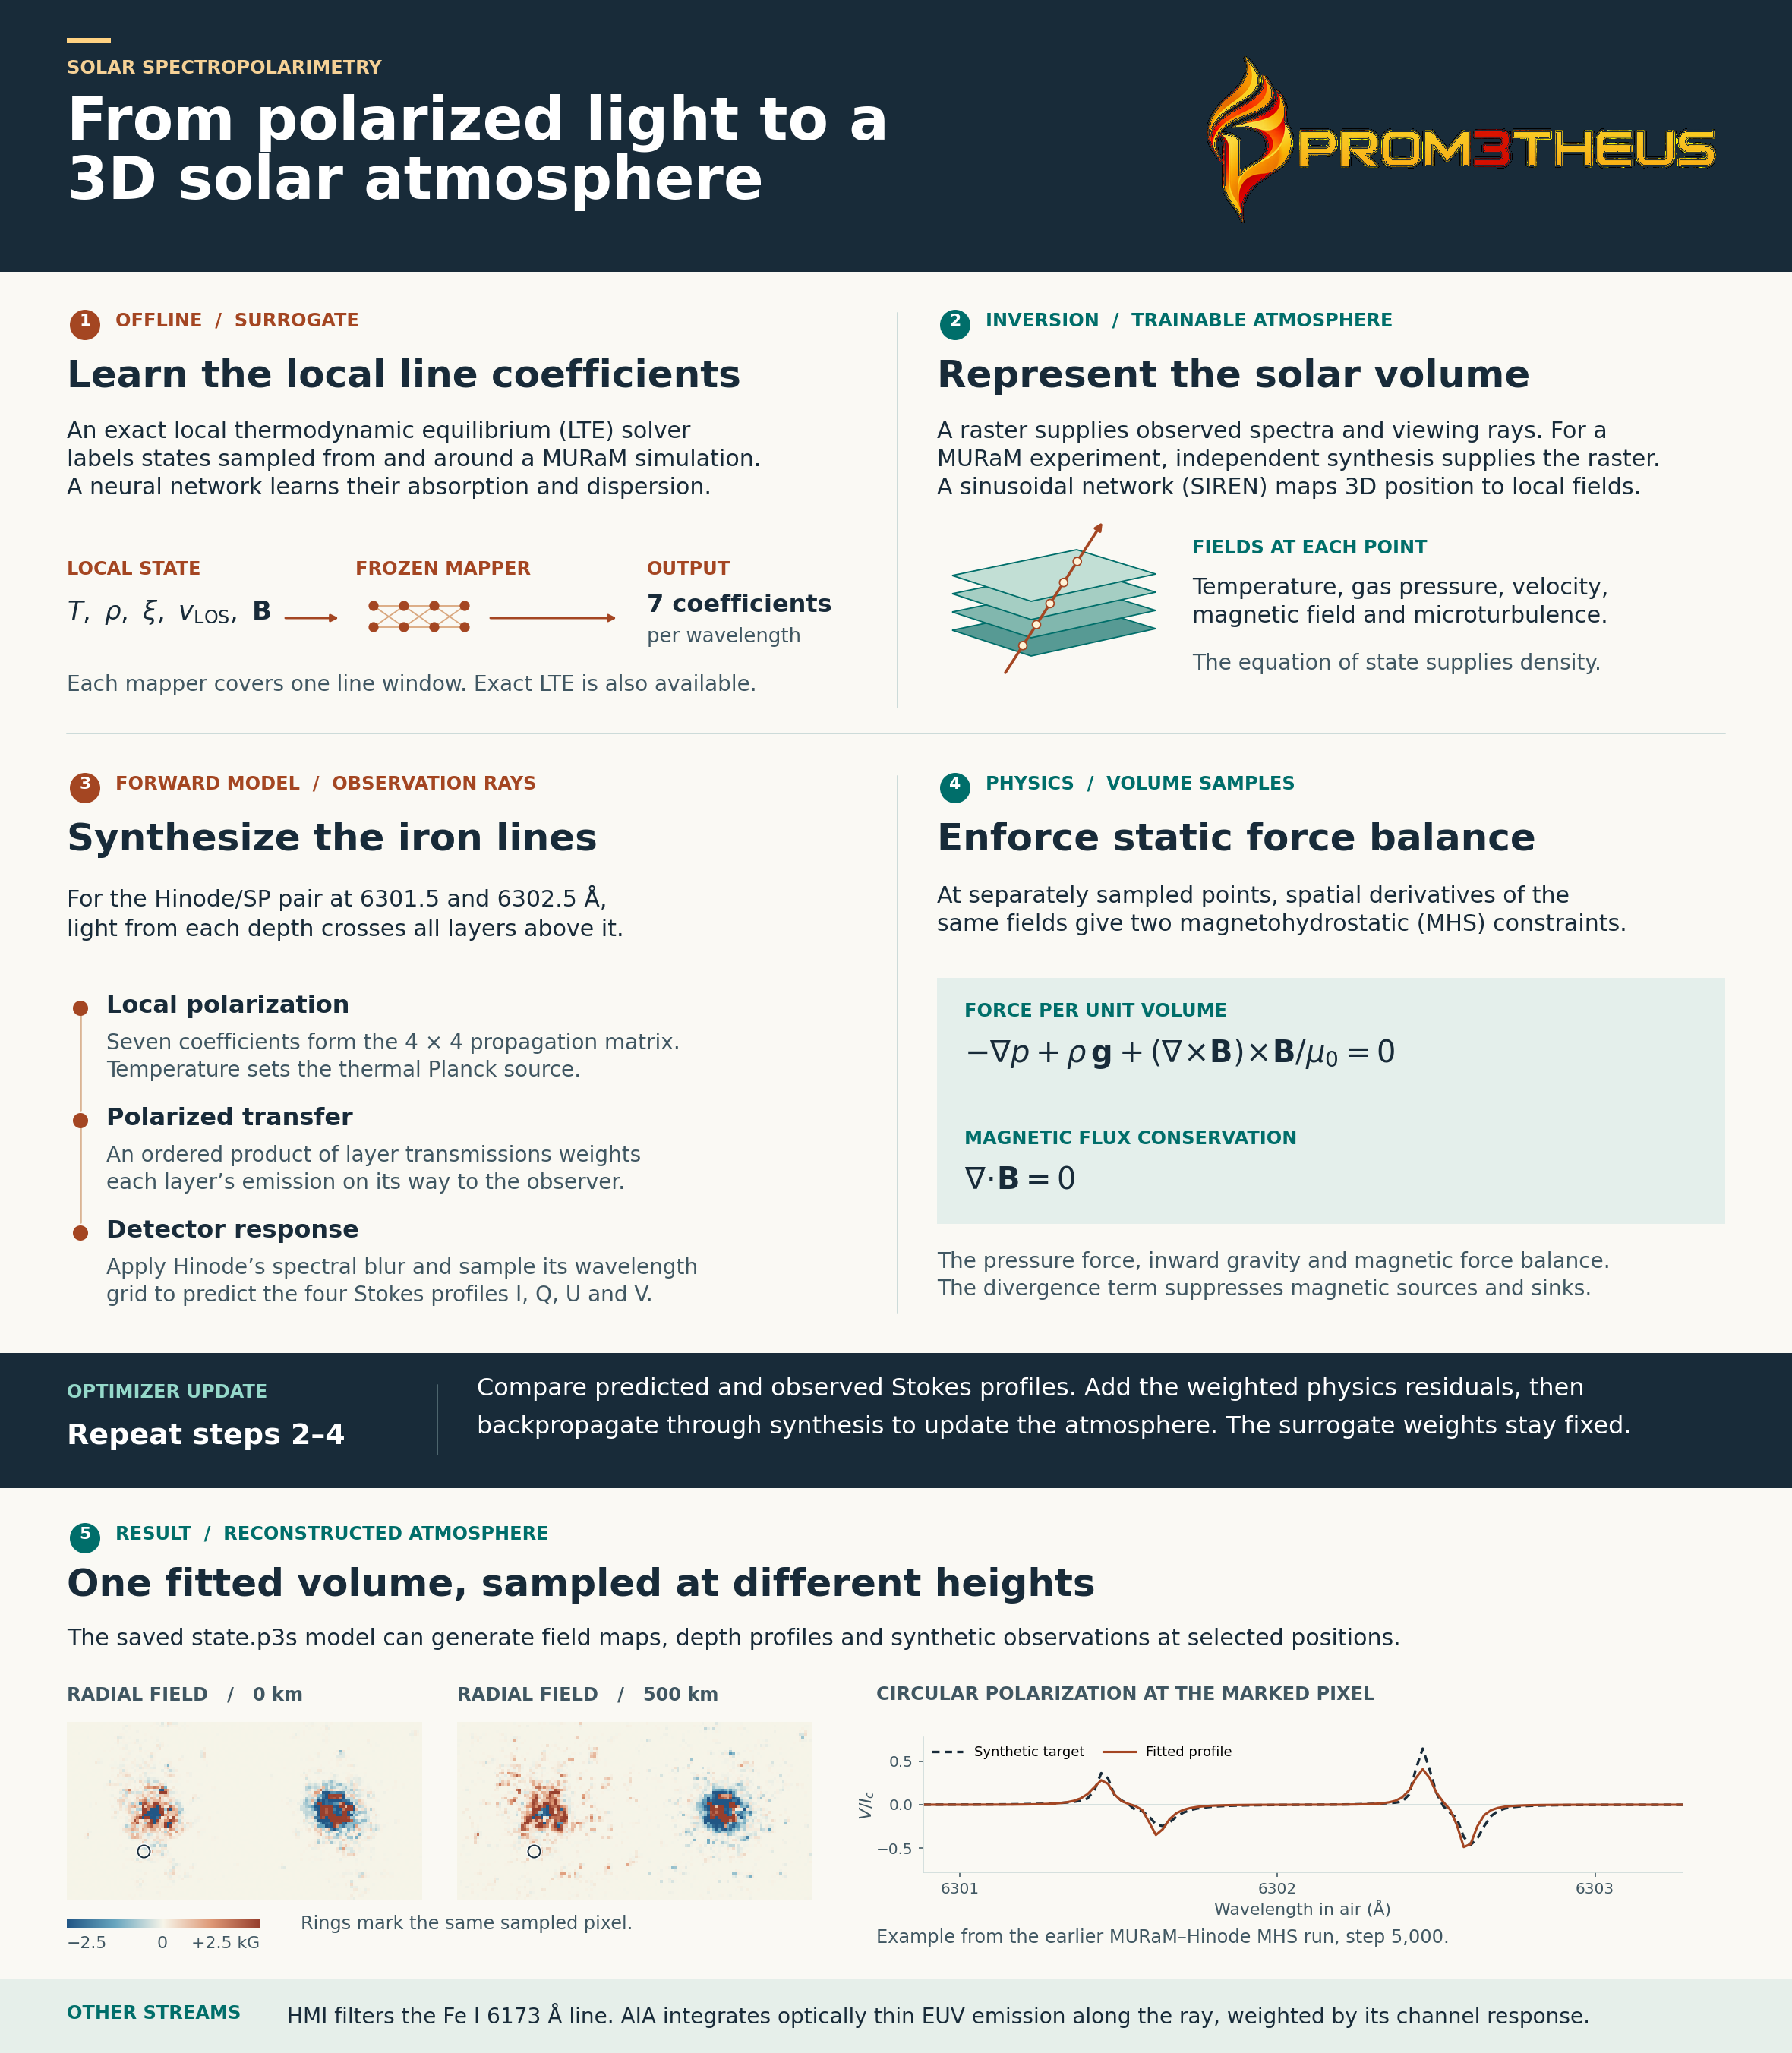 SOLAR SPECTROPOLARIMETRY
From polarized light to a
3D solar atmosphere
PROM3THEUS
1 OFFLINE / SURROGATE
Learn the local line coefficients
An exact local thermodynamic equilibrium (LTE) solver
labels states sampled from and around a MURaM simulation.
A neural network learns their absorption and dispersion.
LOCAL STATE
T, ρ, ξ, v_LOS, B
FROZEN MAPPER
OUTPUT
7 coefficients
per wavelength
Each mapper covers one line window. Exact LTE is also available.
2 INVERSION / TRAINABLE ATMOSPHERE
Represent the solar volume
A raster supplies observed spectra and viewing rays. For a
MURaM experiment, independent synthesis supplies the raster.
A sinusoidal network (SIREN) maps 3D position to local fields.
FIELDS AT EACH POINT
Temperature, gas pressure, velocity,
magnetic field and microturbulence.
The equation of state supplies density.
3 FORWARD MODEL / OBSERVATION RAYS
Synthesize the iron lines
For the Hinode/SP pair at 6301.5 and 6302.5 Å,
light from each depth crosses all layers above it.
Local polarization
Seven coefficients form the 4 × 4 propagation matrix.
Temperature sets the thermal Planck source.
Polarized transfer
An ordered product of layer transmissions weights
each layer’s emission on its way to the observer.
Detector response
Apply Hinode’s spectral blur and sample its wavelength
grid to predict the four Stokes profiles I, Q, U and V.
4 PHYSICS / VOLUME SAMPLES
Enforce static force balance
At separately sampled points, spatial derivatives of the
same fields give two magnetohydrostatic (MHS) constraints.
FORCE PER UNIT VOLUME
−∇p + ρ g + (∇×B)×B/μ₀ = 0
MAGNETIC FLUX CONSERVATION
∇·B = 0
The pressure force, inward gravity and magnetic force balance.
The divergence term suppresses magnetic sources and sinks.
OPTIMIZER UPDATE
Repeat steps 2–4
Compare predicted and observed Stokes profiles. Add the weighted physics residuals, then
backpropagate through synthesis to update the atmosphere. The surrogate weights stay fixed.
5 RESULT / RECONSTRUCTED ATMOSPHERE
One fitted volume, sampled at different heights
The saved state.p3s model can generate field maps, depth profiles and synthetic observations at selected positions.
RADIAL FIELD / 0 km
RADIAL FIELD / 500 km
−2.5 0 +2.5 kG
Rings mark the same sampled pixel.
CIRCULAR POLARIZATION AT THE MARKED PIXEL
Synthetic target
Fitted profile
V/I_c
0.5
0.0
−0.5
6301 6302 6303
Wavelength in air (Å)
Example from the earlier MURaM–Hinode MHS run, step 5,000.
OTHER STREAMS
HMI filters the Fe I 6173 Å line. AIA integrates optically thin EUV emission along the ray, weighted by its channel response.